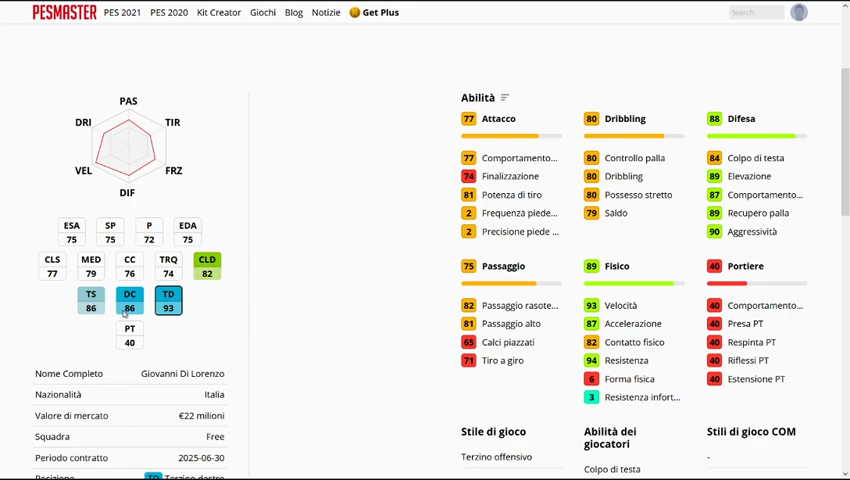 PESMASTER PES 2021 PES 2020 Kit Creator Giochi Blog Notizie Get Plus Search
PAS
DRI TIR
VEL FRZ
DIF
ESA SP P EDA
75 75 72 75
CLS MED CC TRQ CLD
77 79 76 74 82
TS DC TD
86 86 93
PT
40
Nome Completo Giovanni Di Lorenzo
Nazionalità Italia
Valore di mercato €22 milioni
Squadra Free
Periodo contratto 2025-06-30
Posizione TD Terzino destro
Abilità
77 Attacco
77 Comportamento...
74 Finalizzazione
81 Potenza di tiro
2 Frequenza piede...
2 Precisione piede ...
80 Dribbling
80 Controllo palla
80 Dribbling
80 Possesso stretto
79 Saldo
88 Difesa
84 Colpo di testa
89 Elevazione
87 Comportamento...
89 Recupero palla
90 Aggressività
75 Passaggio
82 Passaggio rasote...
81 Passaggio alto
65 Calci piazzati
71 Tiro a giro
89 Fisico
93 Velocità
87 Accelerazione
82 Contatto fisico
94 Resistenza
6 Forma fisica
3 Resistenza infort...
40 Portiere
40 Comportamento...
40 Presa PT
40 Respinta PT
40 Riflessi PT
40 Estensione PT
Stile di gioco
Terzino offensivo
Abilità dei
giocatori
Colpo di testa
Stili di gioco COM
-